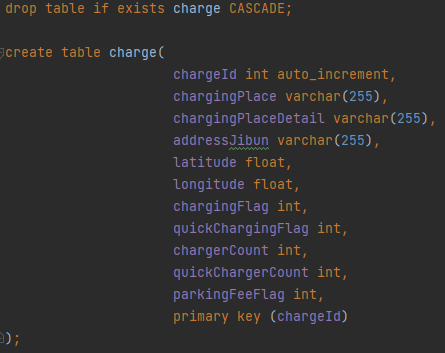 drop table if exists charge CASCADE;
create table charge(
chargeId int auto_increment,
chargingPlace varchar(255),
chargingPlaceDetail varchar(255),
addressJibun varchar(255),
latitude float,
longitude float,
chargingFlag int,
quickChargingFlag int,
chargerCount int,
quickChargerCount int,
parkingFeeFlag int,
primary key (chargeId)
);